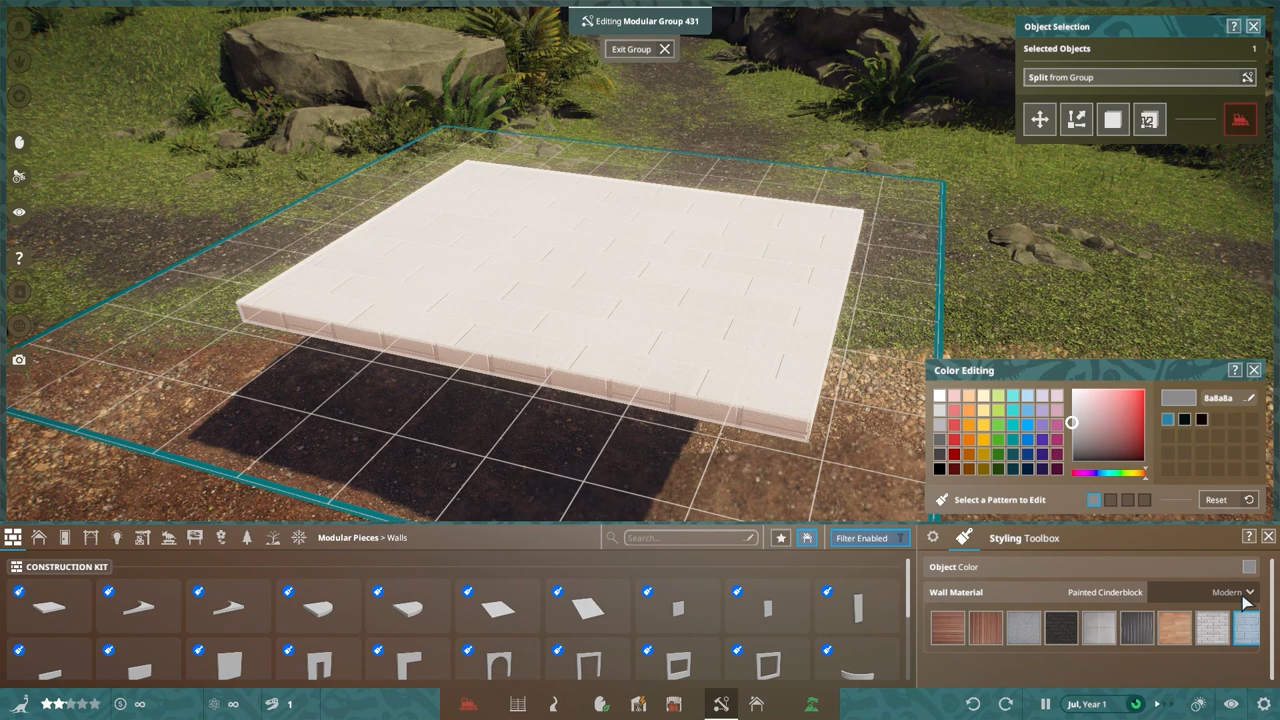 Editing Modular Group 431
Exit Group
Object Selection
?
Selected Objects 1
Split from Group
12
?
Color Editing ?
8a8a8a
Select a Pattern to Edit Reset
Modular Pieces > Walls Search... Filter Enabled
CONSTRUCTION KIT
Styling Toolbox ?
Object Color
Wall Material Painted Cinderblock Modern
$ ∞ ∞ 1
Jul, Year 1